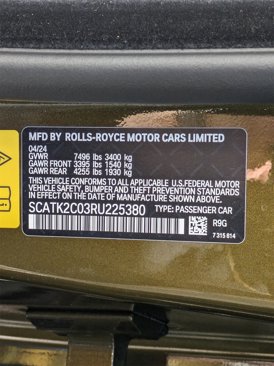 MFD BY ROLLS-ROYCE MOTOR CARS LIMITED
04/24
GVWR 7496 lbs 3400 kg
GAWR FRONT 3395 lbs 1540 kg
GAWR REAR 4255 lbs 1930 kg
THIS VEHICLE CONFORMS TO ALL APPLICABLE U.S.FEDERAL MOTOR
VEHICLE SAFETY, BUMPER AND THEFT PREVENTION STANDARDS
IN EFFECT ON THE DATE OF MANUFACTURE SHOWN ABOVE.
SCATK2C03RU225380 TYPE: PASSENGER CAR
R9G
7 315 814